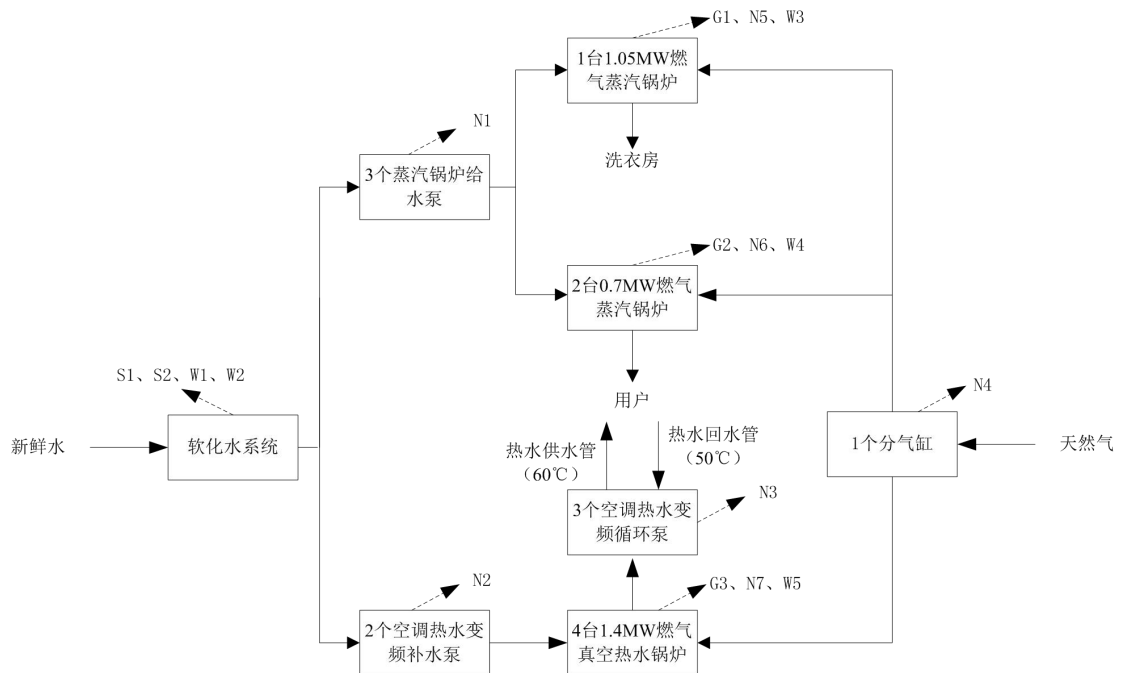 G1、N5、W3
1台1.05MW燃
气蒸汽锅炉
N1
洗衣房
3个蒸汽锅炉给
水泵
G2、N6、W4
2台0.7MW燃气
蒸汽锅炉
S1、S2、W1、W2
N4
用户
新鲜水
软化水系统
热水供水管
（60℃）
热水回水管
（50℃）
1个分气缸
天然气
3个空调热水变
频循环泵
N3
N2
G3、N7、W5
2个空调热水变
频补水泵
4台1.4MW燃气
真空热水锅炉